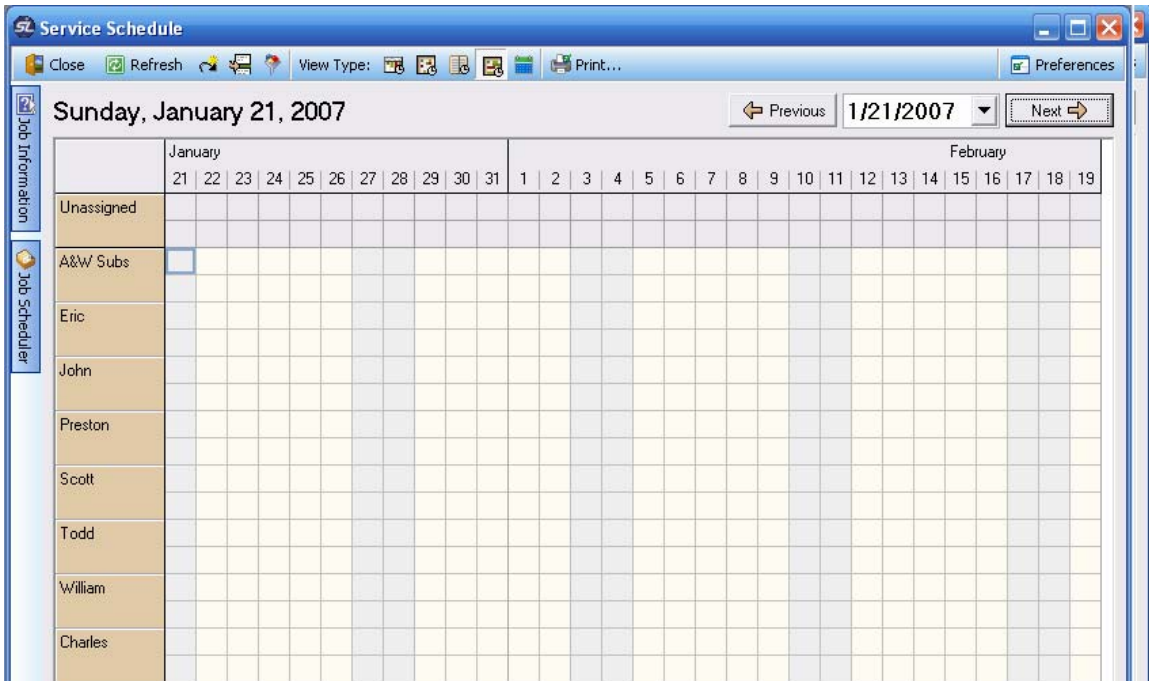 SL Service Schedule
Close Refresh View Type: Print... Preferences
Job Information
Job Scheduler
Sunday, January 21, 2007
Previous 1/21/2007 Next
January February
21 22 23 24 25 26 27 28 29 30 31 1 2 3 4 5 6 7 8 9 10 11 12 13 14 15 16 17 18 19
Unassigned
A&W Subs
Eric
John
Preston
Scott
Todd
William
Charles